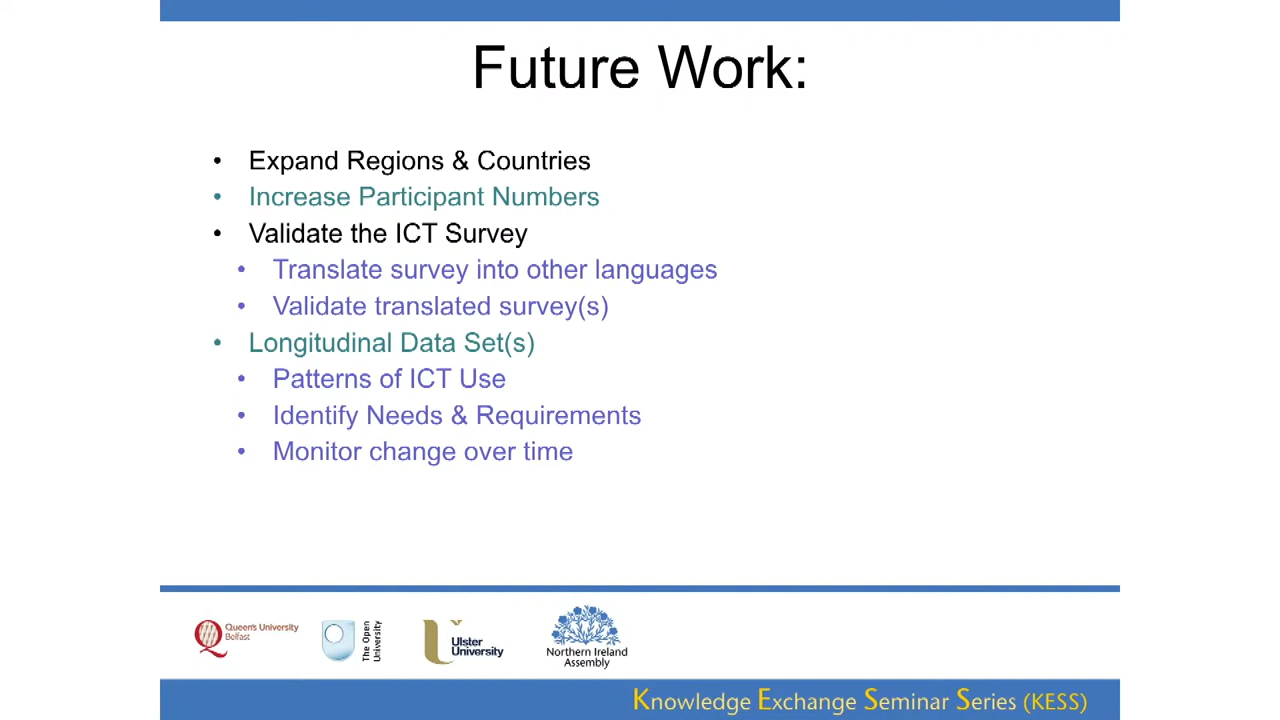 Future Work:
• Expand Regions & Countries
• Increase Participant Numbers
• Validate the ICT Survey
• Translate survey into other languages
• Validate translated survey(s)
• Longitudinal Data Set(s)
• Patterns of ICT Use
• Identify Needs & Requirements
• Monitor change over time
Queen's University
Belfast
The Open
University
Ulster
University
Northern Ireland
Assembly
Knowledge Exchange Seminar Series (KESS)